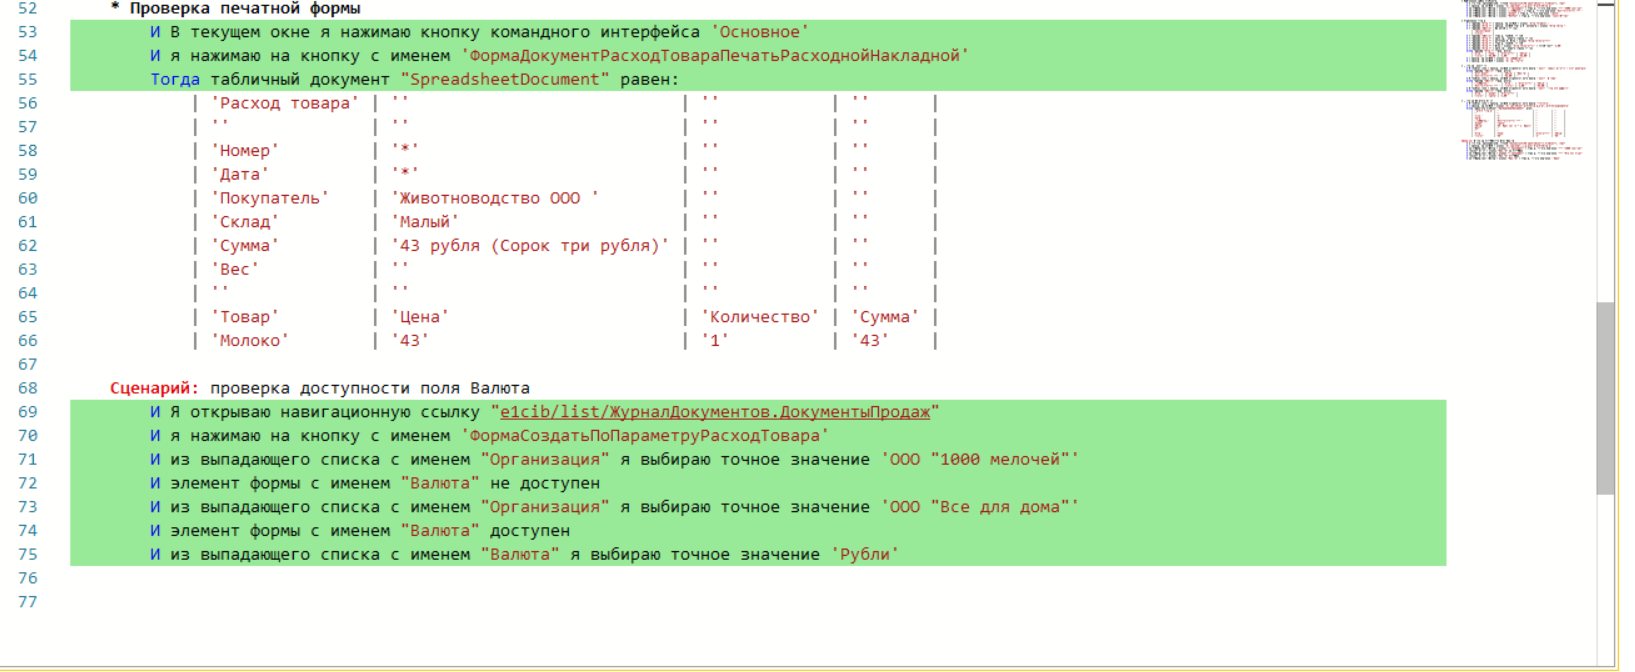 52 * Проверка печатной формы
53 И В текущем окне я нажимаю кнопку командного интерфейса 'Основное'
54 И я нажимаю на кнопку с именем 'ФормаДокументРасходТовараПечатьРасходнойНакладной'
55 Тогда табличный документ "SpreadsheetDocument" равен:
56 | 'Расход товара' | '' | '' | '' |
57 | '' | '' | '' | '' |
58 | 'Номер' | '*' | '' | '' |
59 | 'Дата' | '*' | '' | '' |
60 | 'Покупатель' | 'Животноводство ООО ' | '' | '' |
61 | 'Склад' | 'Малый' | '' | '' |
62 | 'Сумма' | '43 рубля (Сорок три рубля)' | '' | '' |
63 | 'Вес' | '' | '' | '' |
64 | '' | '' | '' | '' |
65 | 'Товар' | 'Цена' | 'Количество' | 'Сумма' |
66 | 'Молоко' | '43' | '1' | '43' |
67
68 Сценарий: проверка доступности поля Валюта
69 И Я открываю навигационную ссылку "e1cib/list/ЖурналДокументов.ДокументыПродаж"
70 И я нажимаю на кнопку с именем 'ФормаСоздатьПоПараметруРасходТовара'
71 И из выпадающего списка с именем "Организация" я выбираю точное значение 'ООО "1000 мелочей"'
72 И элемент формы с именем "Валюта" не доступен
73 И из выпадающего списка с именем "Организация" я выбираю точное значение 'ООО "Все для дома"'
74 И элемент формы с именем "Валюта" доступен
75 И из выпадающего списка с именем "Валюта" я выбираю точное значение 'Рубли'
76
77